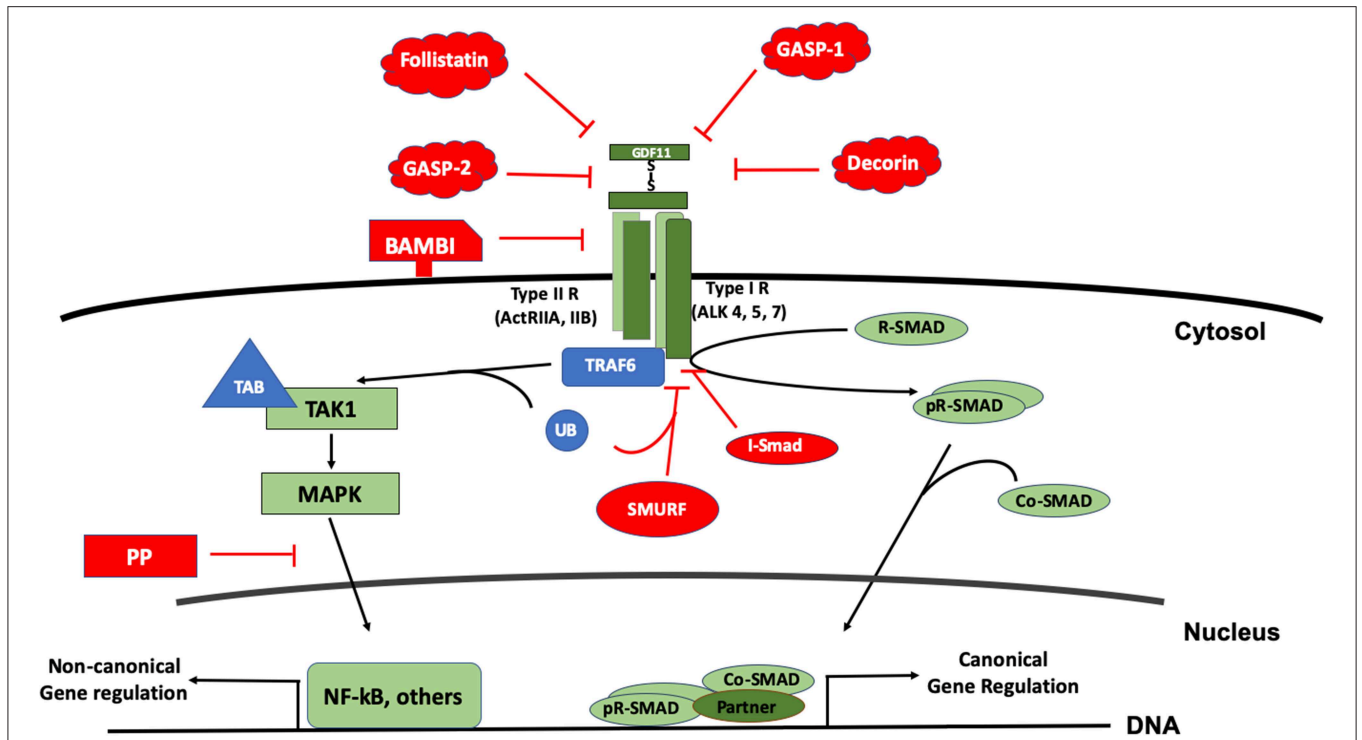 Follistatin
GASP-1
GDF11
S
S
GASP-2
Decorin
BAMBI
Type II R
(ActRIIA, IIB)
Type I R
(ALK 4, 5, 7)
R-SMAD
Cytosol
TRAF6
TAB
TAK1
pR-SMAD
UB
I-Smad
MAPK
Co-SMAD
SMURF
PP
Nucleus
Non-canonical
Gene regulation
NF-kB, others
Co-SMAD
pR-SMAD
Partner
Canonical
Gene Regulation
DNA